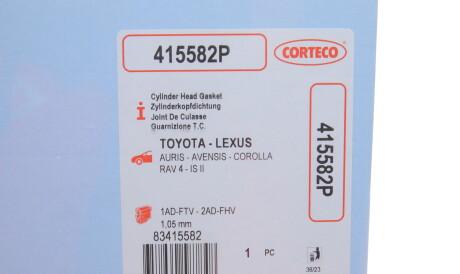 415582P
CORTECO
Cylinder Head Gasket
Zylinderkopfdichtung
Joint De Culasse
Guarnizione T.C.
TOYOTA - LEXUS
AURIS - AVENSIS - COROLLA
RAV 4 - IS II
415582P
1AD-FTV - 2AD-FHV
1,05 mm
83415582
1 PC
36/23